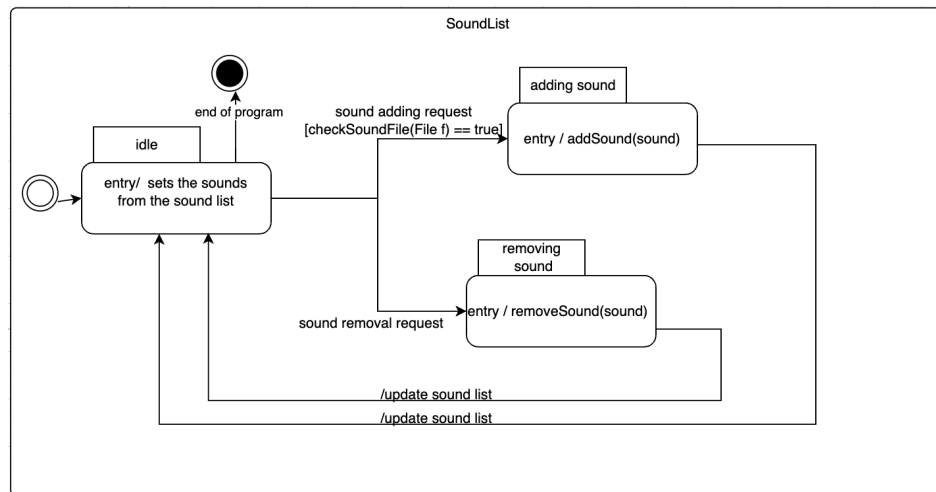 SoundList
adding sound
end of program
sound adding request
[checkSoundFile(File f) == true]
entry / addSound(sound)
idle
entry/  sets the sounds
from the sound list
removing
sound
entry / removeSound(sound)
sound removal request
/update sound list
/update sound list